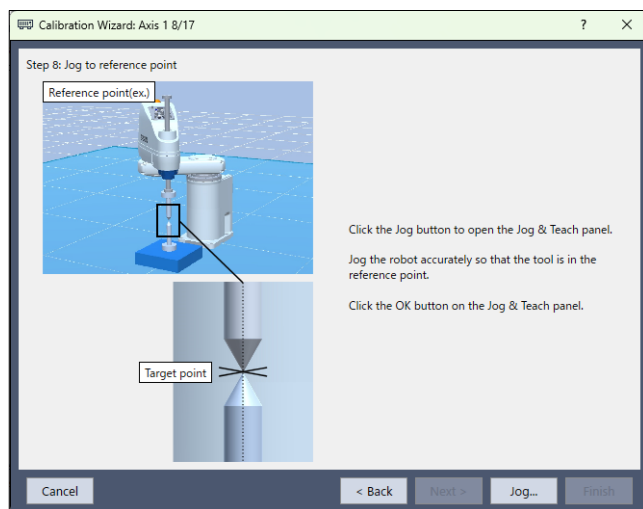 Calibration Wizard: Axis 1 8/17
?
Step 8: Jog to reference point
Reference point(ex.)
Target point
Click the Jog button to open the Jog & Teach panel.
Jog the robot accurately so that the tool is in the
reference point.
Click the OK button on the Jog & Teach panel.
Cancel
< Back
Next >
Jog...
Finish